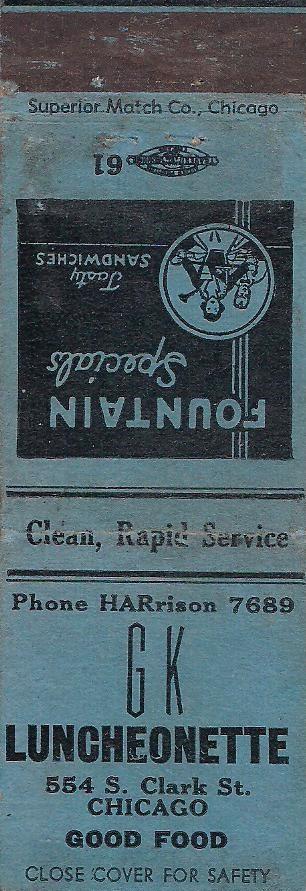 Superior Match Co., Chicago
61
FOUNTAIN
Specials
Tasty
SANDWICHES
Clean, Rapid Service
Phone HARrison 7689
G K
LUNCHEONETTE
554 S. Clark St.
CHICAGO
GOOD FOOD
CLOSE COVER FOR SAFETY